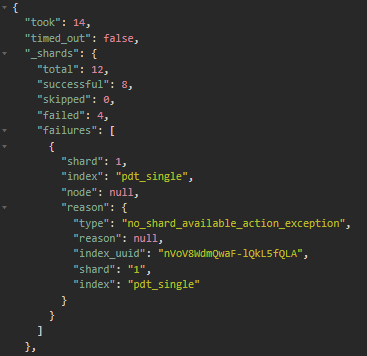 {
"took": 14,
"timed_out": false,
"_shards": {
"total": 12,
"successful": 8,
"skipped": 0,
"failed": 4,
"failures": [
{
"shard": 1,
"index": "pdt_single",
"node": null,
"reason": {
"type": "no_shard_available_action_exception",
"reason": null,
"index_uuid": "nVoV8WdmQwaF-lQkL5fQLA",
"shard": "1",
"index": "pdt_single"
}
}
]
},